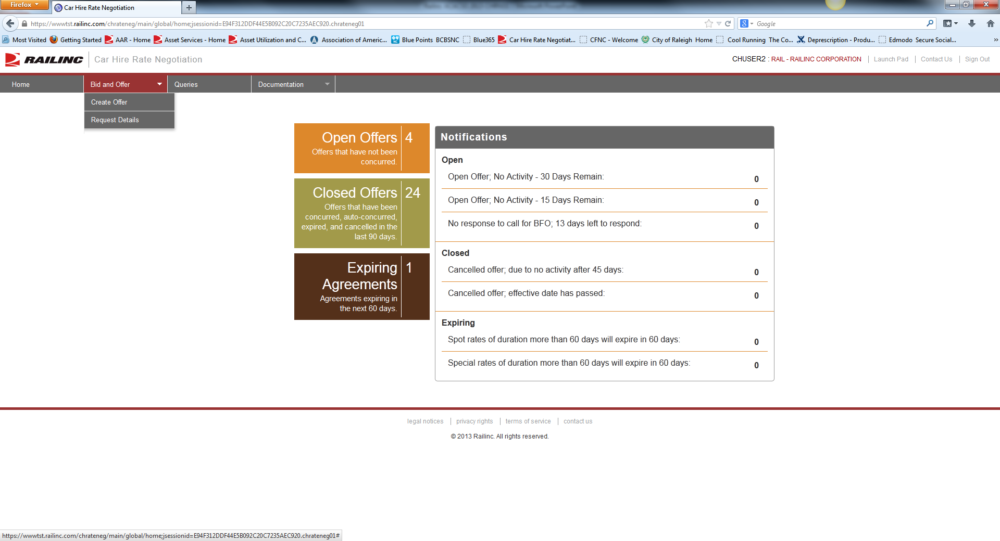 Firefox
Car Hire Rate Negotiation
https://wwwtst.railinc.com/chrateneg/main/global/home;jsessionid=E94F312DDF44E5B092C20C7235AEC920.chrateneg01
Google
Most Visited Getting Started AAR - Home Asset Services - Home Asset Utilization and C... Association of Americ... Blue Points BCBSNC Blue365 Car Hire Rate Negotiat... CFNC - Welcome City of Raleigh Home Cool Running The Co... Deprescription - Produ... Edmodo Secure Social... »
RAILINC Car Hire Rate Negotiation
CHUSER2 : RAIL - RAILINC CORPORATION Launch Pad Contact Us Sign Out
Home Bid and Offer Queries Documentation
Create Offer
Request Details
Open Offers 4
Offers that have not been
concurred.
Closed Offers 24
Offers that have been
concurred, auto-concurred,
expired, and cancelled in the
last 90 days.
Expiring 1
Agreements
Agreements expiring in
the next 60 days.
Notifications
Open
Open Offer; No Activity - 30 Days Remain: 0
Open Offer; No Activity - 15 Days Remain: 0
No response to call for BFO; 13 days left to respond: 0
Closed
Cancelled offer; due to no activity after 45 days: 0
Cancelled offer; effective date has passed: 0
Expiring
Spot rates of duration more than 60 days will expire in 60 days: 0
Special rates of duration more than 60 days will expire in 60 days: 0
legal notices privacy rights terms of service contact us
© 2013 Railinc. All rights reserved.
https://wwwtst.railinc.com/chrateneg/main/global/home;jsessionid=E94F312DDF44E5B092C20C7235AEC920.chrateneg01#